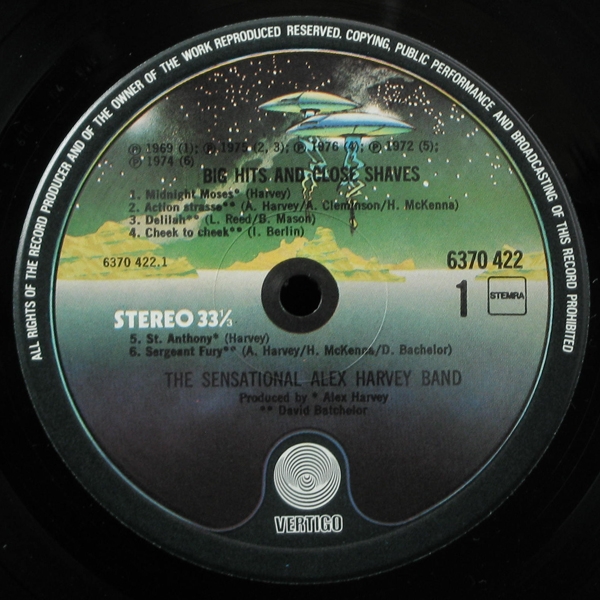 ALL RIGHTS OF THE RECORD PRODUCER AND OF THE OWNER OF THE WORK REPRODUCED RESERVED. COPYING, PUBLIC PERFORMANCE AND BROADCASTING OF THIS RECORD PROHIBITED
Ⓟ 1969 (1); Ⓟ 1975 (2, 3); Ⓟ 1976 (4); Ⓟ 1972 (5);
Ⓟ 1974 (6)
BIG HITS AND CLOSE SHAVES
1. Midnight Moses* (Harvey)
2. Action strasse** (A. Harvey/A. Cleminson/H. McKenna)
3. Delilah** (L. Reed/B. Mason)
4. Cheek to cheek** (I. Berlin)
6370 422.1
6370 422
1 STEMRA
STEREO 33⅓
5. St. Anthony* (Harvey)
6. Sergeant Fury** (A. Harvey/H. McKenna/D. Bachelor)
THE SENSATIONAL ALEX HARVEY BAND
Produced by * Alex Harvey
** David Batchelor
VERTIGO